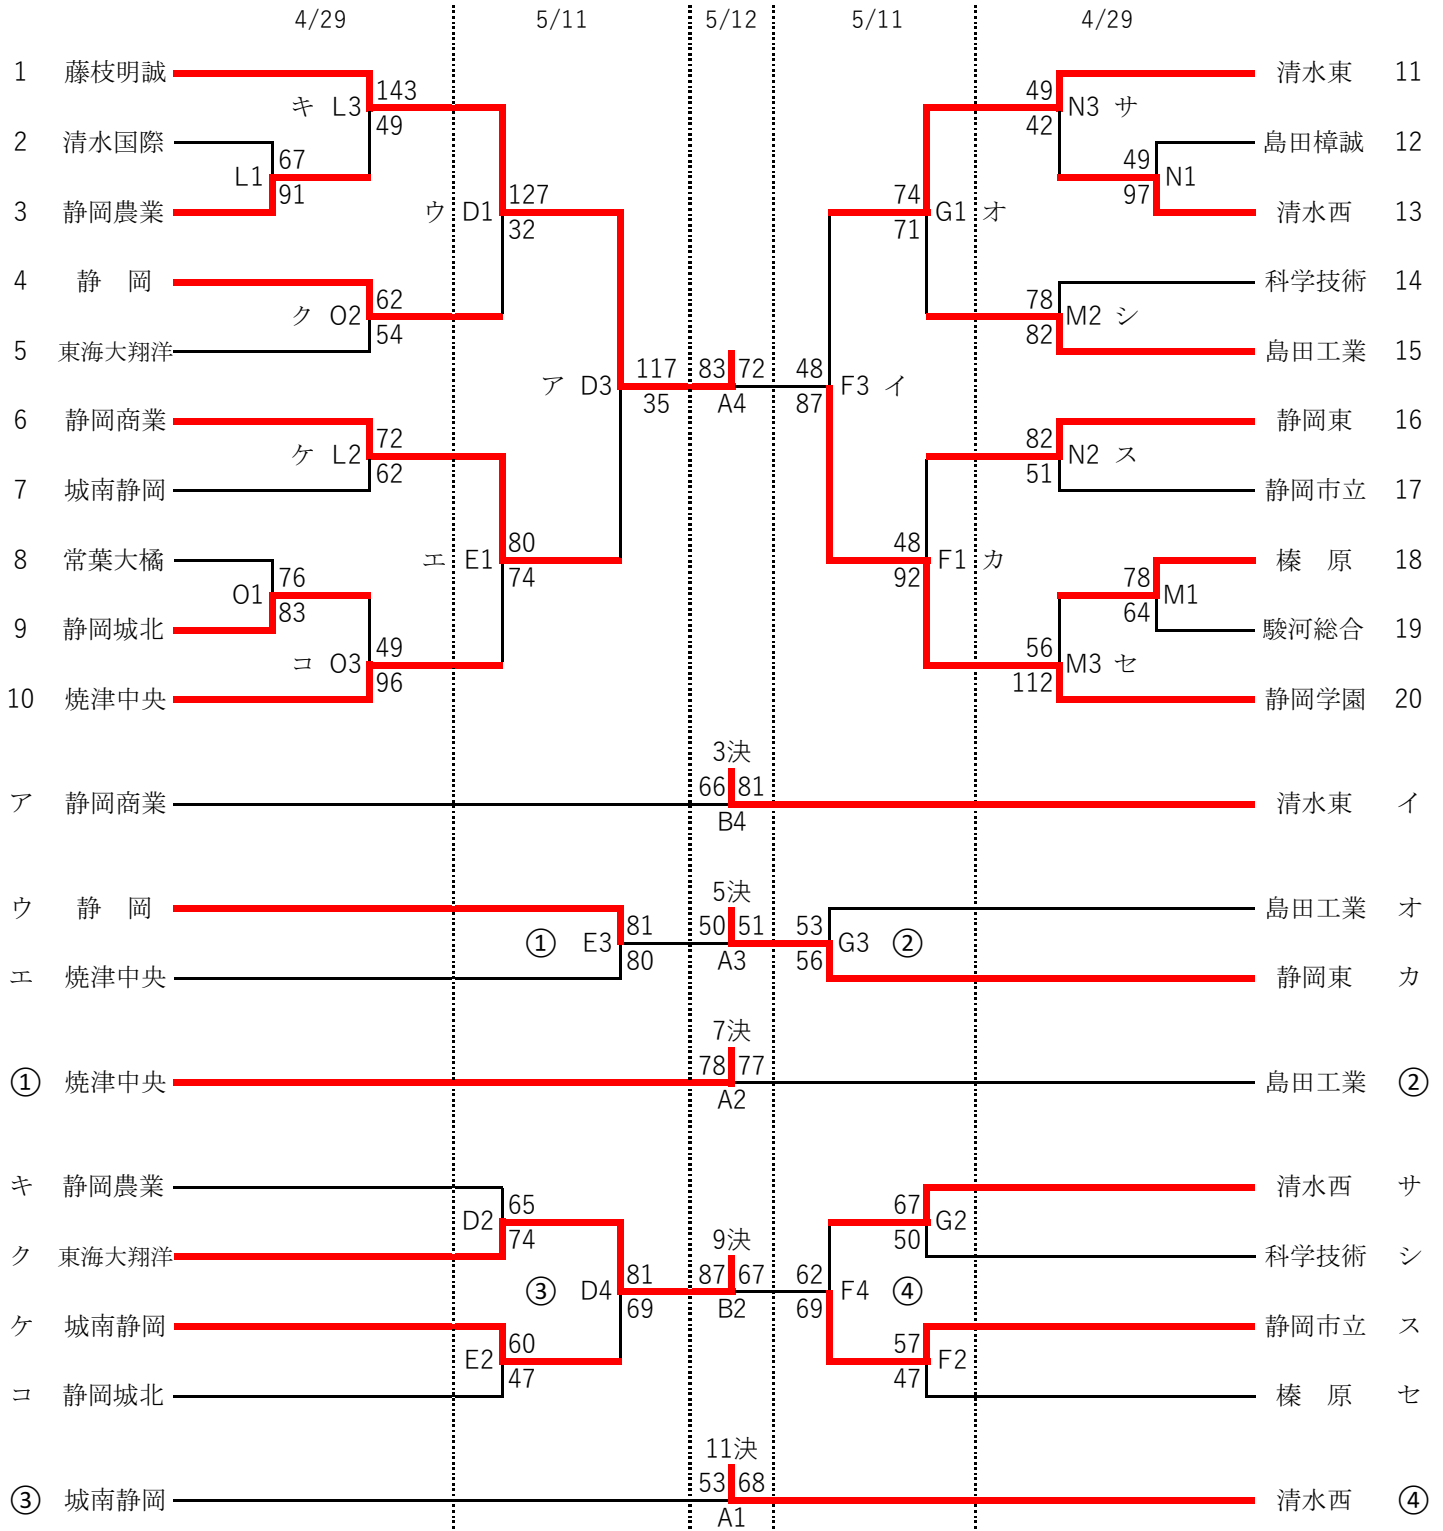 4/29 5/11 5/12 5/11 4/29
1 藤枝明誠 清水東 11
143 49
キ L3 N3 サ
49 42
2 清水国際 島田樟誠 12
67 49
L1 N1
91 97
3 静岡農業 127 74 清水西 13
ウ D1 G1 オ
32 71
4 静 岡 科学技術 14
62 78
ク O2 M2 シ
54 82
5 東海大翔洋 島田工業 15
117 83 72 48
ア D3 F3 イ
35 A4 87
6 静岡商業 静岡東 16
72 82
ケ L2 N2 ス
62 51
7 城南静岡 静岡市立 17
80 48
8 常葉大橘 エ E1 F1 カ 榛 原 18
76 74 92 78
O1 M1
83 64
9 静岡城北 駿河総合 19
49 56
コ O3 M3 セ
96 112
10 焼津中央 静岡学園 20
3決
66 81
ア 静岡商業 清水東 イ
B4
5決
ウ 静 岡 島田工業 オ
81 50 51 53
① E3 G3 ②
80 A3 56
エ 焼津中央 静岡東 カ
7決
78 77
① 焼津中央 島田工業 ②
A2
キ 静岡農業 清水西 サ
65 67
D2 G2
74 50
ク 東海大翔洋 9決 科学技術 シ
81 87 67 62
③ D4 F4 ④
69 B2 69
ケ 城南静岡 静岡市立 ス
60 57
E2 F2
47 47
コ 静岡城北 榛 原 セ
11決
53 68
③ 城南静岡 清水西 ④
A1